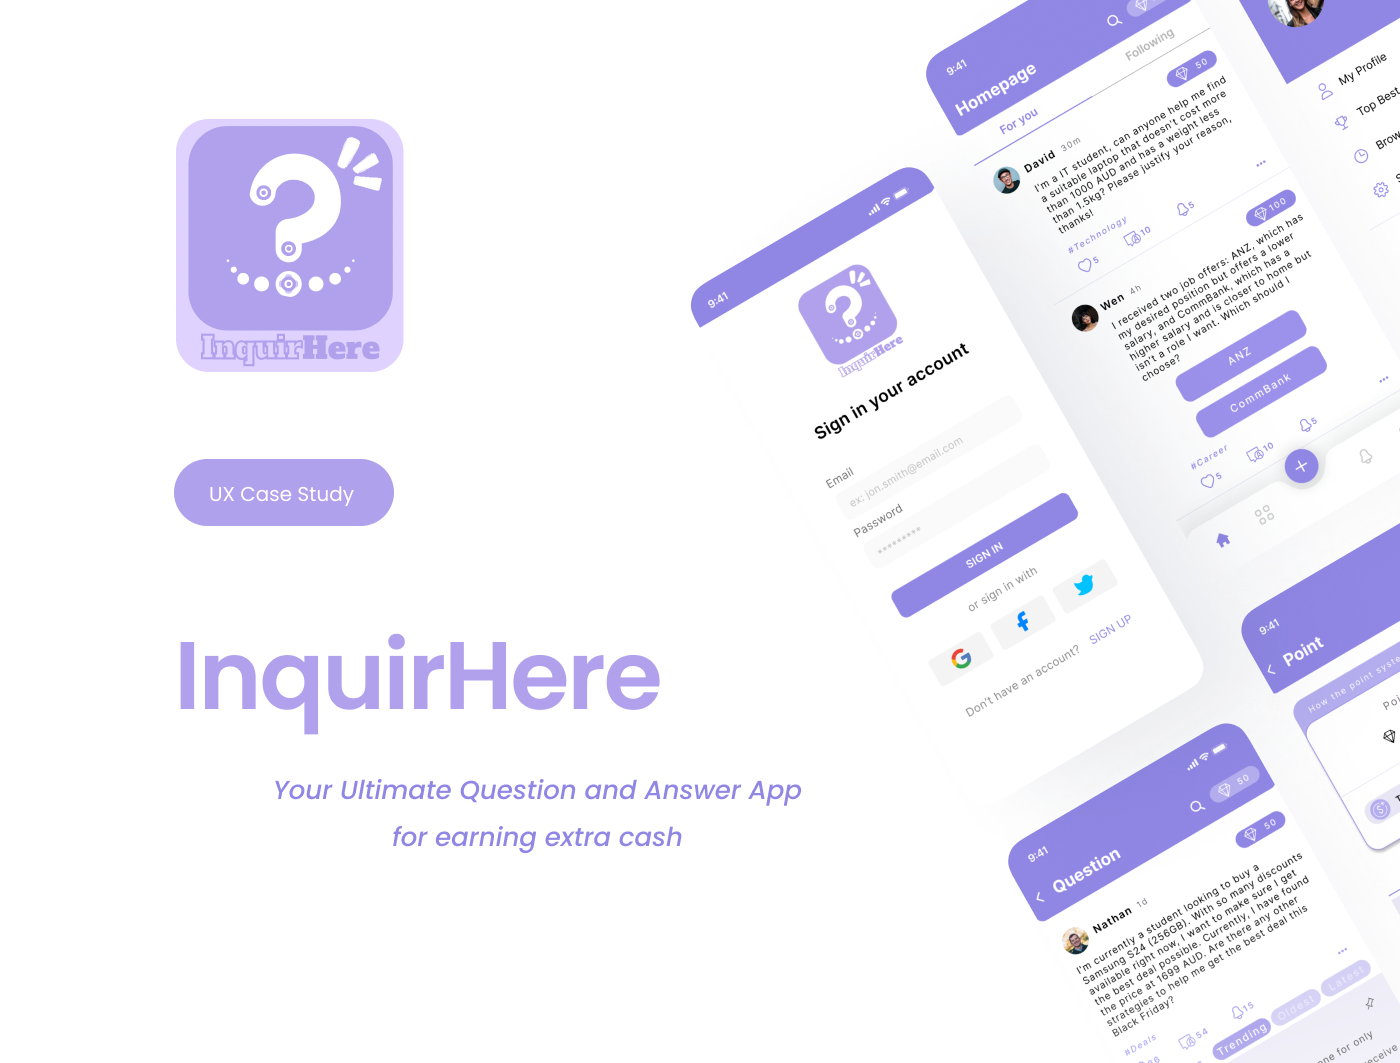 InquirHere
UX Case Study
InquirHere
Your Ultimate Question and Answer App
for earning extra cash
9:41
InquirHere
Sign in your account
Email
ex: jon.smith@email.com
Password
SIGN IN
or sign in with
Don't have an account? SIGN UP
9:41
Homepage
For you
Following
50
David 30m
I'm a IT student, can anyone help me find
a suitable laptop that doesn't cost more
than 1000 AUD and has a weight less
than 1.5kg? Please justify your reason,
thanks!
#Technology
5 10 5
100
Wen 4h
I received two job offers: ANZ, which has
my desired position but offers a lower
salary, and CommBank, which has a
higher salary and is closer to home but
isn't a role I want. Which should I
choose?
ANZ
CommBank
#Career
5 10 5
My Profile
Top Best
9:41
Point
How the point
9:41
50
Question
50
Nathan 1d
I'm currently a student looking to buy a
Samsung S24 (256GB). With so many discounts
available right now, I want to make sure I get
the best deal possible. Currently, I have found
the price at 1699 AUD. Are there any other
strategies to help me get the best deal this
Black Friday?
#Deals
54 15
Trending Oldest Latest
for only